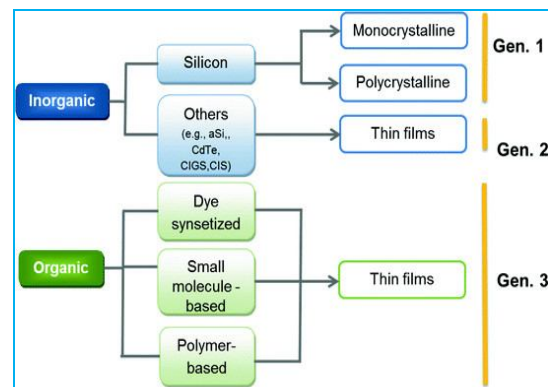 Inorganic
Silicon
Monocrystalline
Polycrystalline
Gen. 1
Others
(e.g., aSi,,
CdTe,
CIGS,CIS)
Thin films
Gen. 2
Organic
Dye
synsetized
Small
molecule -
based
Polymer-
based
Thin films
Gen. 3